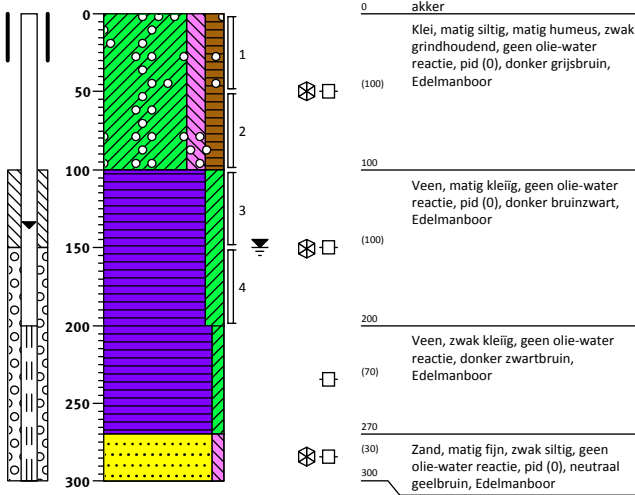 0
50
100
150
200
250
300
1
2
3
4
0 akker
Klei, matig siltig, matig humeus, zwak
grindhoudend, geen olie-water
reactie, pid (0), donker grijsbruin,
Edelmanboor
(100)
100
Veen, matig kleiïg, geen olie-water
reactie, pid (0), donker bruinzwart,
Edelmanboor
(100)
200
Veen, zwak kleiïg, geen olie-water
reactie, donker zwartbruin,
Edelmanboor
(70)
270
(30)
Zand, matig fijn, zwak siltig, geen
olie-water reactie, pid (0), neutraal
geelbruin, Edelmanboor
300